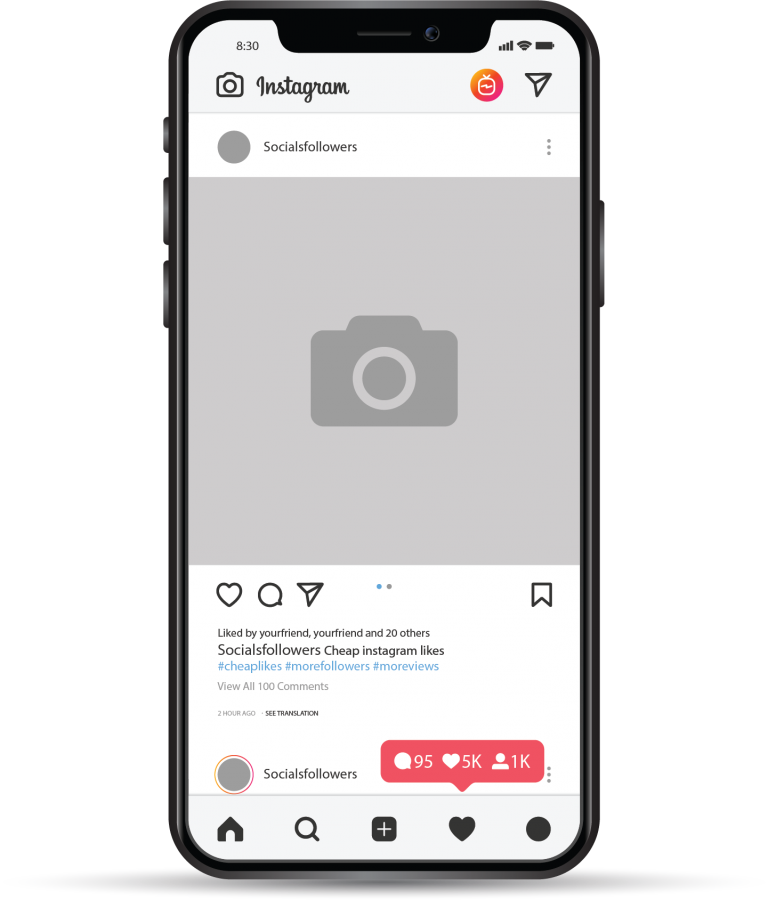 8:30
Instagram
Socialsfollowers
Liked by yourfriend, yourfriend and 20 others
Socialsfollowers Cheap instagram likes
#cheaplikes #morefollowers #moreviews
View All 100 Comments
2 HOUR AGO · SEE TRANSLATION
95 5K 1K
Socialsfollowers